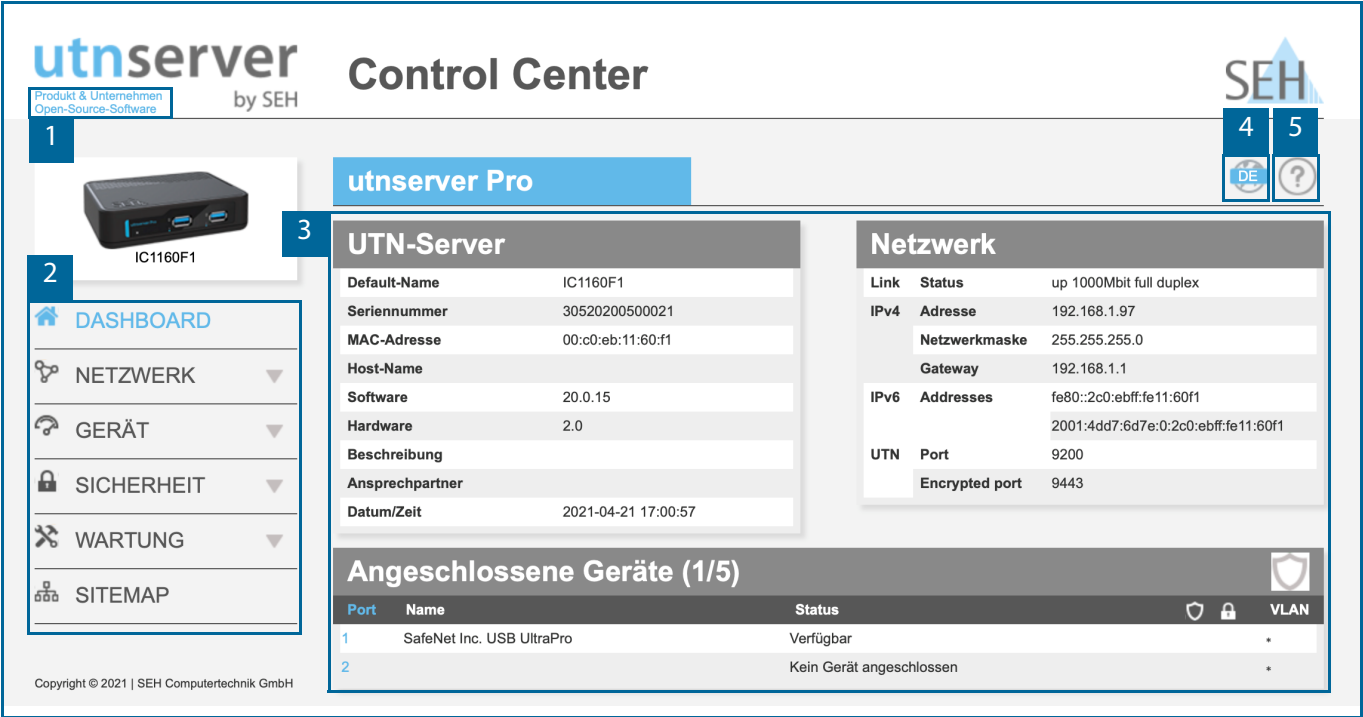 utnserver
by SEH
Produkt & Unternehmen
Open-Source-Software
Control Center
SEH
1
4
5
IC1160F1
utnserver Pro
DE
?
2
DASHBOARD
NETZWERK
GERÄT
SICHERHEIT
WARTUNG
SITEMAP
Copyright © 2021 | SEH Computertechnik GmbH
3
UTN-Server
Default-Name IC1160F1
Seriennummer 30520200500021
MAC-Adresse 00:c0:eb:11:60:f1
Host-Name
Software 20.0.15
Hardware 2.0
Beschreibung
Ansprechpartner
Datum/Zeit 2021-04-21 17:00:57
Netzwerk
Link Status up 1000Mbit full duplex
IPv4 Adresse 192.168.1.97
Netzwerkmaske 255.255.255.0
Gateway 192.168.1.1
IPv6 Addresses fe80::2c0:ebff:fe11:60f1
2001:4dd7:6d7e:0:2c0:ebff:fe11:60f1
UTN Port 9200
Encrypted port 9443
Angeschlossene Geräte (1/5)
Port Name Status VLAN
1 SafeNet Inc. USB UltraPro Verfügbar *
2 Kein Gerät angeschlossen *